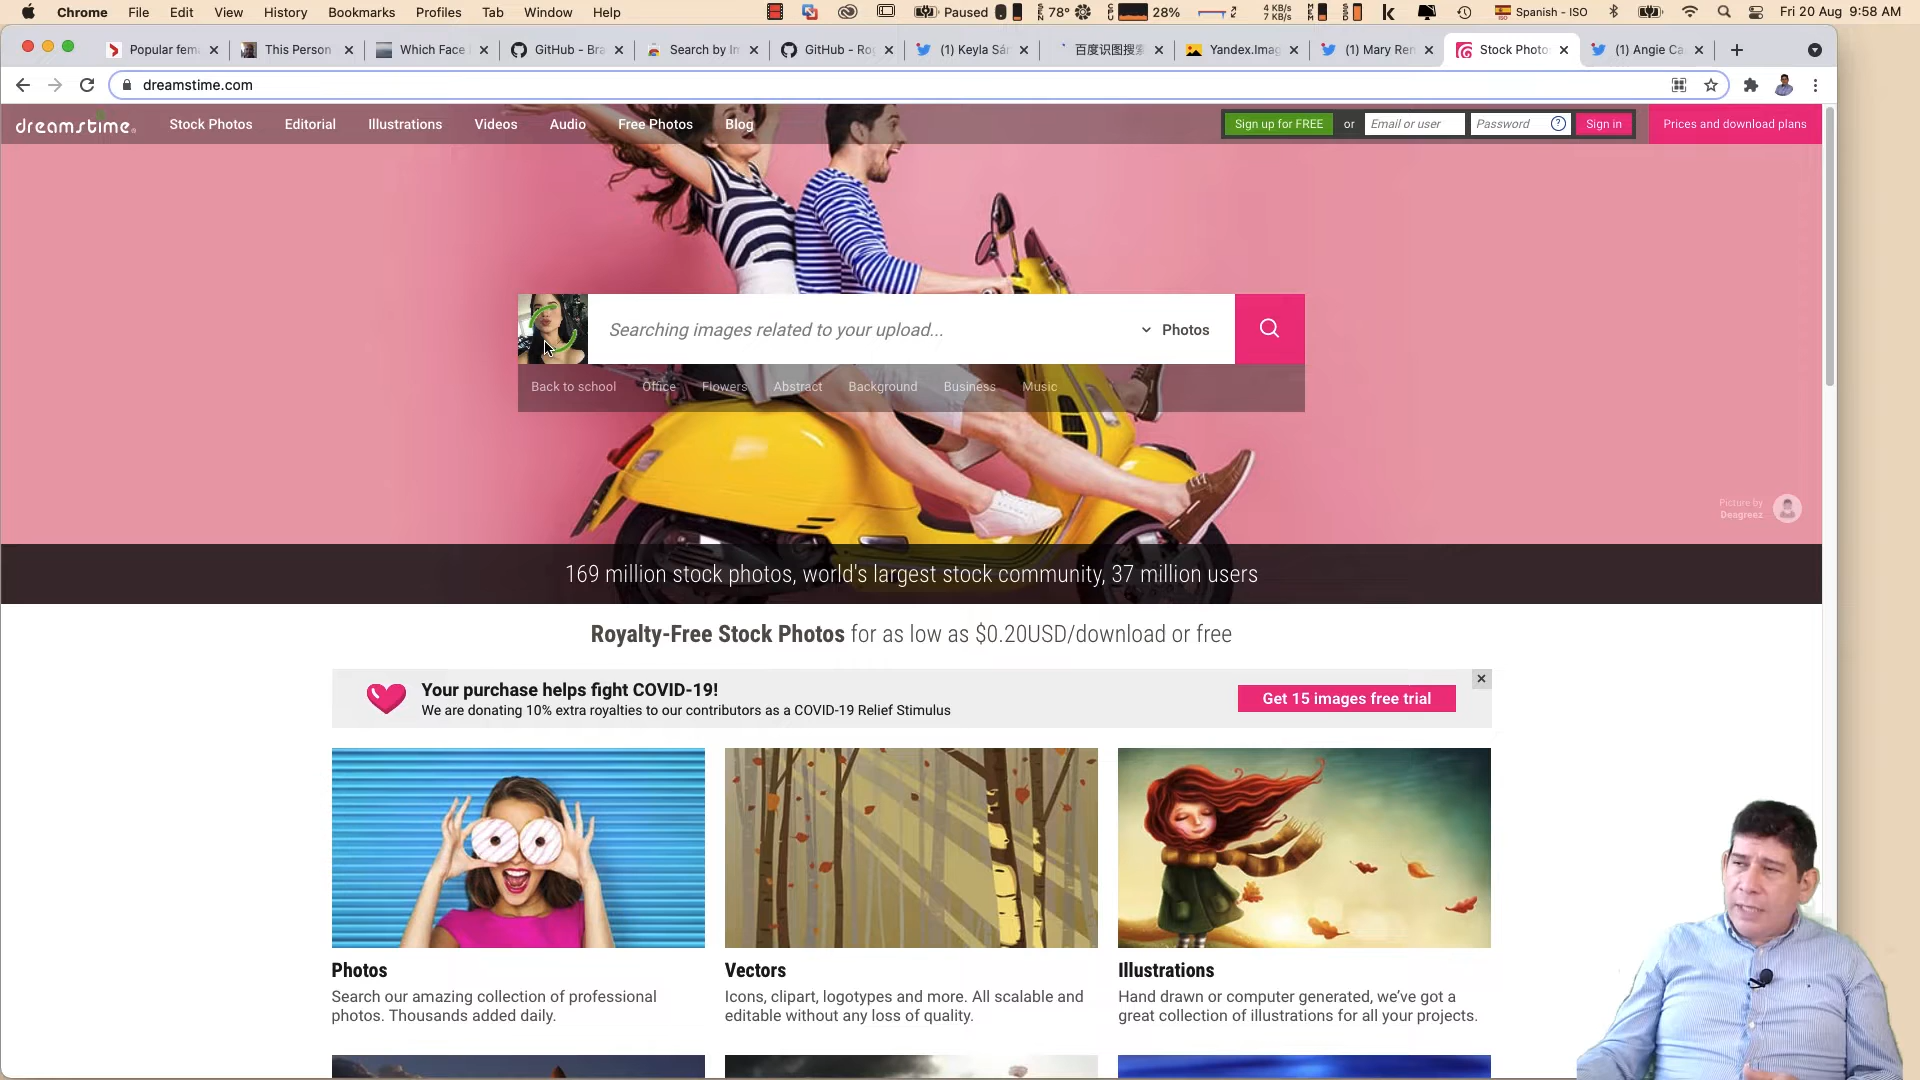 Chrome File Edit View History Bookmarks Profiles Tab Window Help
Paused 78° 28% 4 KB/s 7 KB/s Spanish - ISO Fri 20 Aug 9:58 AM
Popular fem This Person Which Face GitHub - Bra Search by Im GitHub - Ro (1) Keyla Sán 百度识图搜索 Yandex.Imag (1) Mary Ren Stock Photo (1) Angie Ca
dreamstime.com
dreamstime.
Stock Photos Editorial Illustrations Videos Audio Free Photos Blog
Sign up for FREE or Email or user Password ? Sign in Prices and download plans
Searching images related to your upload... Photos
Back to school Office Flowers Abstract Background Business Music
Picture by
Deagreez
169 million stock photos, world's largest stock community, 37 million users
Royalty-Free Stock Photos for as low as $0.20USD/download or free
Your purchase helps fight COVID-19!
We are donating 10% extra royalties to our contributors as a COVID-19 Relief Stimulus
Get 15 images free trial
Photos
Search our amazing collection of professional
photos. Thousands added daily.
Vectors
Icons, clipart, logotypes and more. All scalable and
editable without any loss of quality.
Illustrations
Hand drawn or computer generated, we've got a
great collection of illustrations for all your projects.